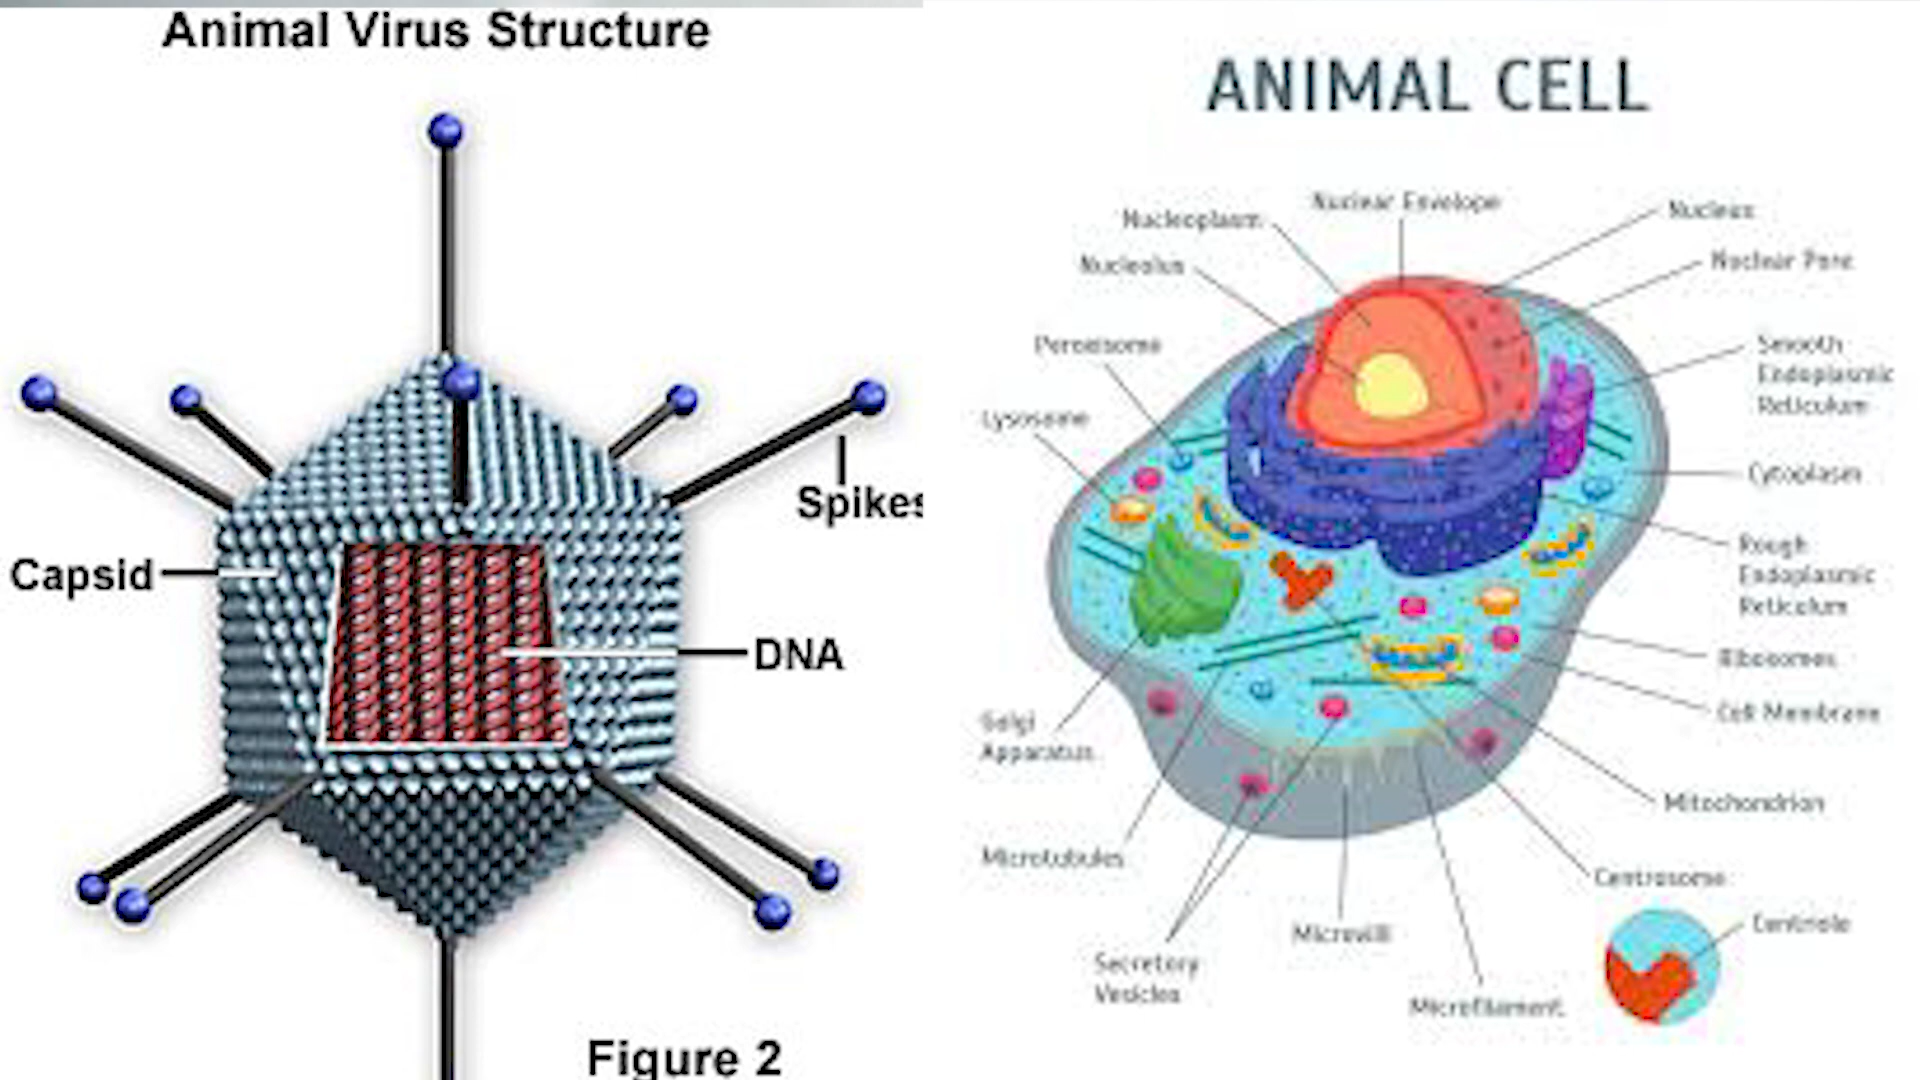 Animal Virus Structure
Spikes
Capsid
DNA
Figure 2
ANIMAL CELL
Nuclear Envelope
Nucleoplasm
Nucleus
Nucleolus
Nuclear Pore
Peroxisome
Smooth
Endoplasmic
Reticulum
Lysosome
Cytoplasm
Rough
Endoplasmic
Reticulum
Ribosomes
Cell Membrane
Golgi
Apparatus
Mitochondrion
Microtubules
Centrosome
Centriole
Microvilli
Secretory
Vesicles
Microfilament